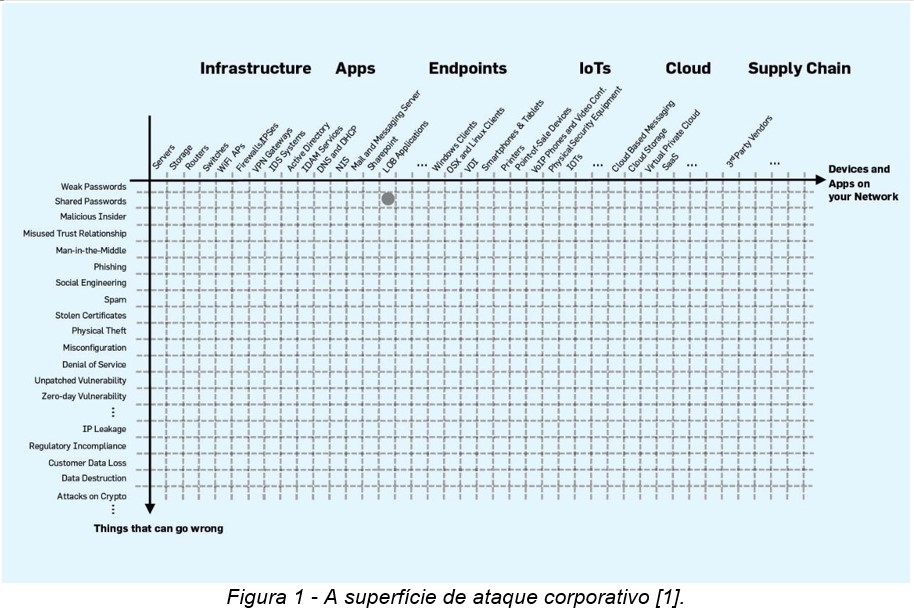 Infrastructure Apps Endpoints IoTs Cloud Supply Chain
Servers
Storage
Routers
Switches
WiFi APs
Firewalls/IPSes
VPN Gateways
IDS Systems
Active Directory
IDAM Services
DNS and DHCP
NTS
Mail and Messaging Server
Sharepoint
LOB Applications
...
Windows Clients
OSX and Linux Clients
VDI
Smartphones & Tablets
Printers
Point-of-Sale Devices
VoIP Phones and Video Conf.
Physical Security Equipment
IOTs
...
Cloud Based Messaging
Cloud Storage
Virtual Private Cloud
SaaS
...
3rd Party Vendors
...
Devices and
Apps on
your Network
Weak Passwords
Shared Passwords
Malicious Insider
Misused Trust Relationship
Man-in-the-Middle
Phishing
Social Engineering
Spam
Stolen Certificates
Physical Theft
Misconfiguration
Denial of Service
Unpatched Vulnerability
Zero-day Vulnerability
⋮
IP Leakage
Regulatory Incompliance
Customer Data Loss
Data Destruction
Attacks on Crypto
⋮
Things that can go wrong
Figura 1 - A superfície de ataque corporativo [1].